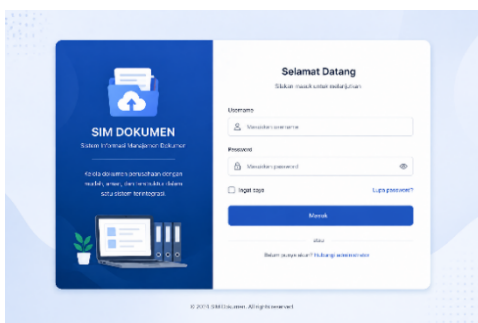 SIM DOKUMEN
Sistem Informasi Manajemen Dokumen
Kelola dokumen perusahaan dengan
mudah, aman, dan terstruktur dalam
satu sistem terintegrasi.
Selamat Datang
Silakan masuk untuk melanjutkan
Username
Masukkan username
Password
Masukkan password
Ingat saya
Lupa password?
Masuk
atau
Belum punya akun? Hubungi administrator
© SIM Dokumen. All rights reserved.